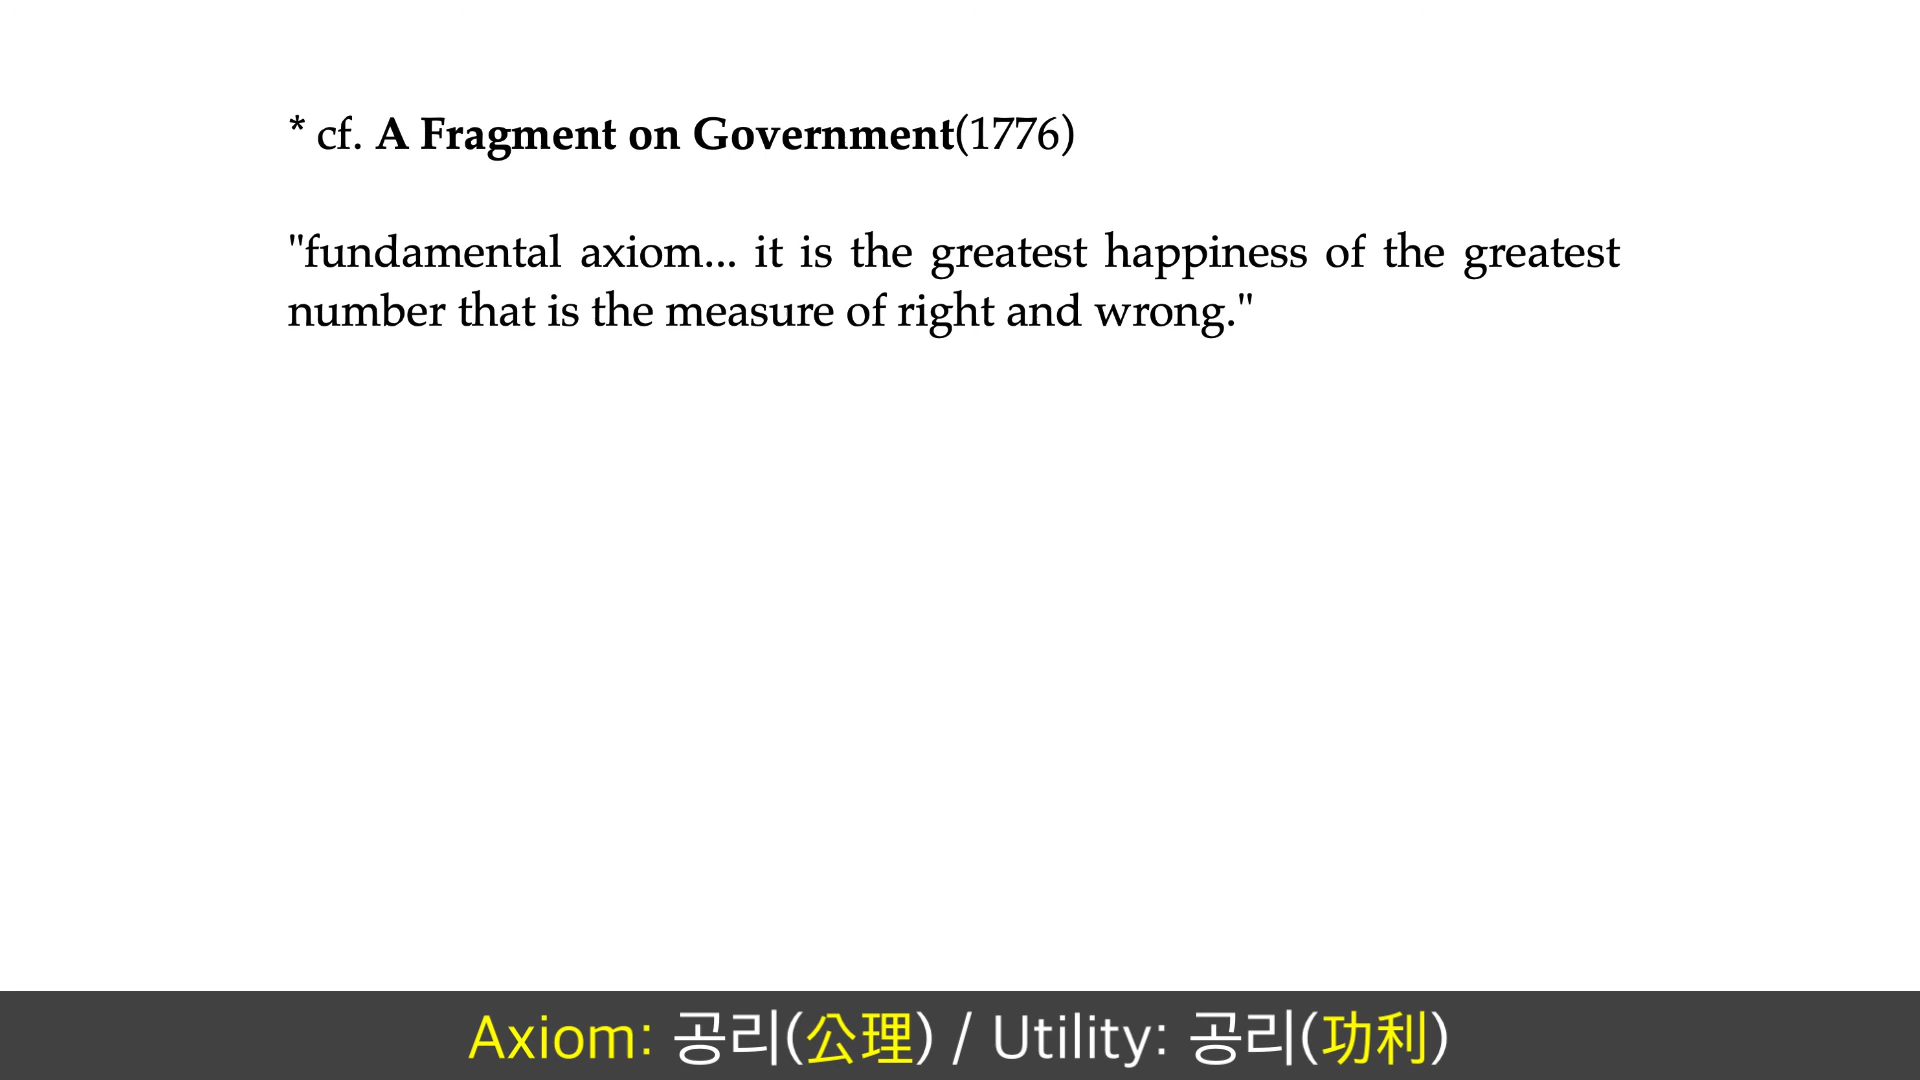 * cf. A Fragment on Government(1776)
"fundamental axiom... it is the greatest happiness of the greatest
number that is the measure of right and wrong."
Axiom: 공리(公理) / Utility: 공리(功利)